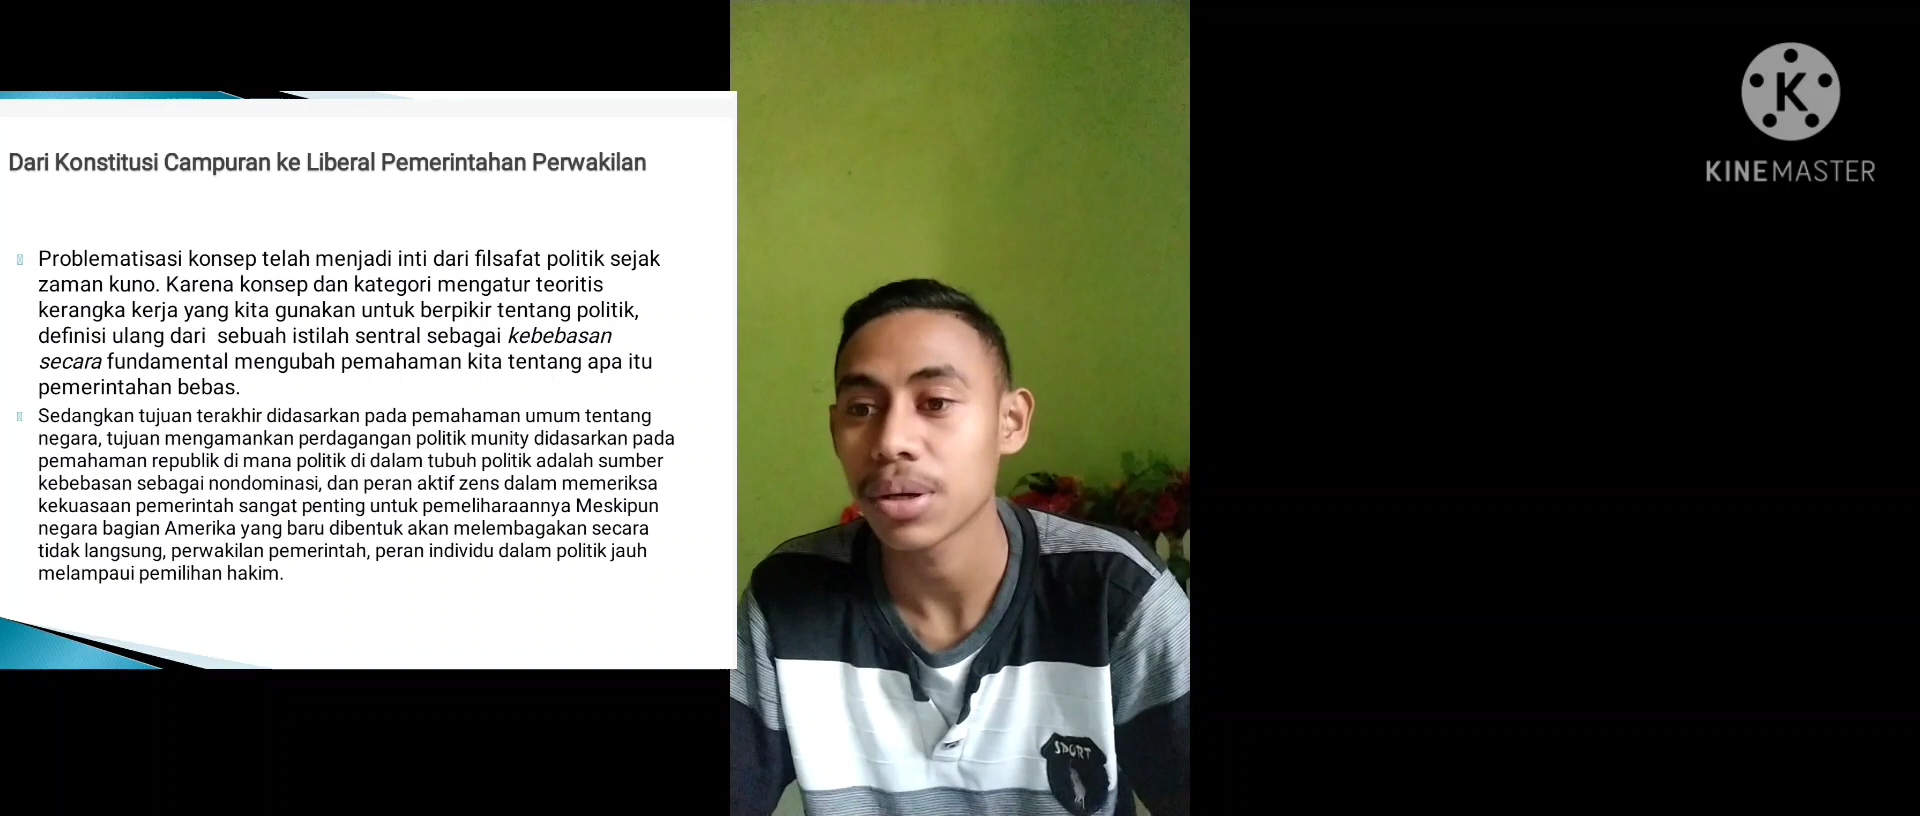 Dari Konstitusi Campuran ke Liberal Pemerintahan Perwakilan
Problematisasi konsep telah menjadi inti dari filsafat politik sejak
zaman kuno. Karena konsep dan kategori mengatur teoritis
kerangka kerja yang kita gunakan untuk berpikir tentang politik,
definisi ulang dari  sebuah istilah sentral sebagai kebebasan
secara fundamental mengubah pemahaman kita tentang apa itu
pemerintahan bebas.
Sedangkan tujuan terakhir didasarkan pada pemahaman umum tentang
negara, tujuan mengamankan perdagangan politik munity didasarkan pada
pemahaman republik di mana politik di dalam tubuh politik adalah sumber
kebebasan sebagai nondominasi, dan peran aktif zens dalam memeriksa
kekuasaan pemerintah sangat penting untuk pemeliharaannya Meskipun
negara bagian Amerika yang baru dibentuk akan melembagakan secara
tidak langsung, perwakilan pemerintah, peran individu dalam politik jauh
melampaui pemilihan hakim.
K
KINEMASTER
SPORT